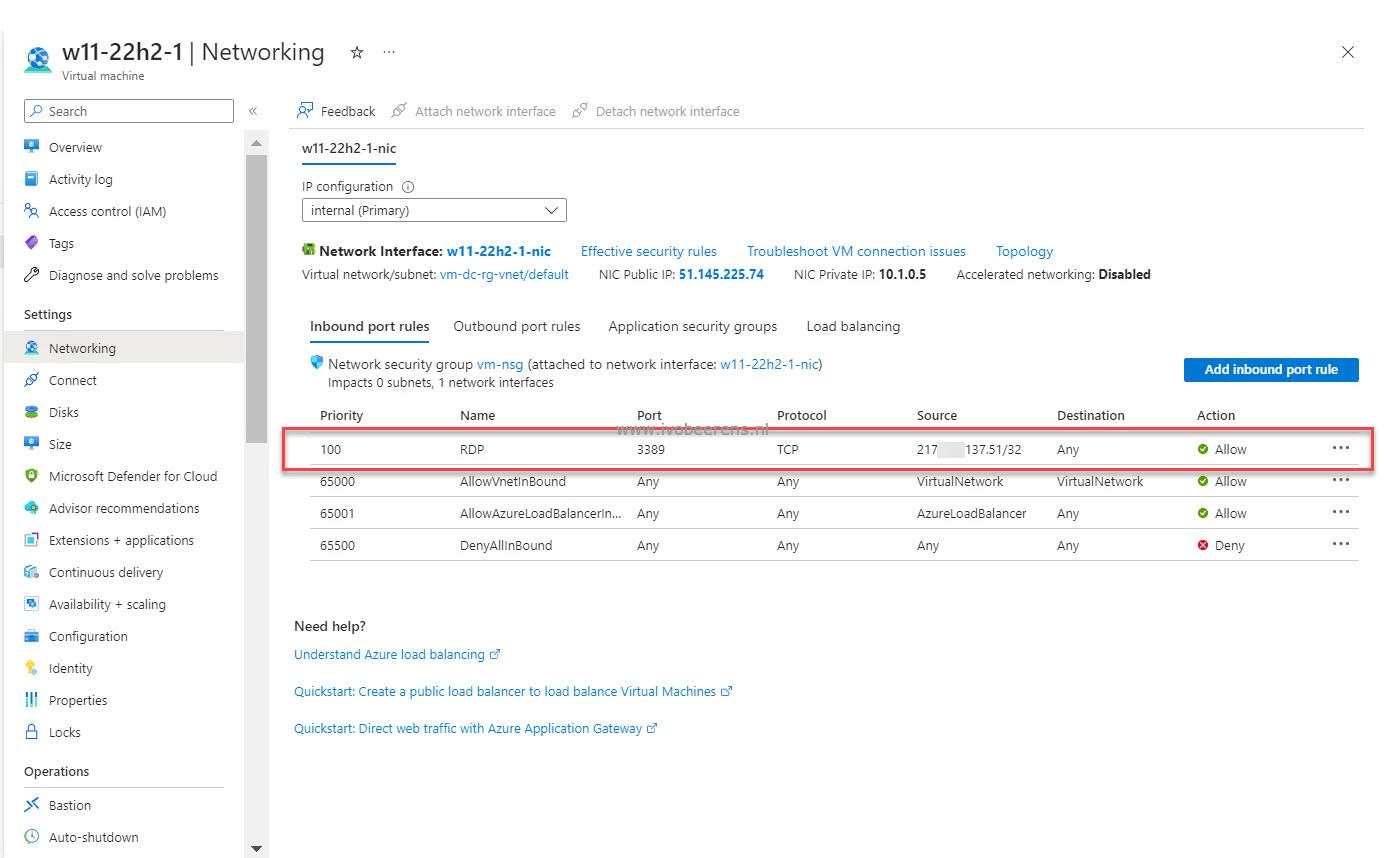 w11-22h2-1 | Networking
Virtual machine
Search
Overview
Activity log
Access control (IAM)
Tags
Diagnose and solve problems
Settings
Networking
Connect
Disks
Size
Microsoft Defender for Cloud
Advisor recommendations
Extensions + applications
Continuous delivery
Availability + scaling
Configuration
Identity
Properties
Locks
Operations
Bastion
Auto-shutdown
Feedback Attach network interface Detach network interface
w11-22h2-1-nic
IP configuration
internal (Primary)
Network Interface: w11-22h2-1-nic Effective security rules Troubleshoot VM connection issues Topology
Virtual network/subnet: vm-dc-rg-vnet/default NIC Public IP: 51.145.225.74 NIC Private IP: 10.1.0.5 Accelerated networking: Disabled
Inbound port rules Outbound port rules Application security groups Load balancing
Network security group vm-nsg (attached to network interface: w11-22h2-1-nic)
Impacts 0 subnets, 1 network interfaces
Add inbound port rule
Priority Name Port Protocol Source Destination Action
www.ivobeerens.nl
100 RDP 3389 TCP 217 137.51/32 Any Allow
65000 AllowVnetInBound Any Any VirtualNetwork VirtualNetwork Allow
65001 AllowAzureLoadBalancerIn... Any Any AzureLoadBalancer Any Allow
65500 DenyAllInBound Any Any Any Any Deny
Need help?
Understand Azure load balancing
Quickstart: Create a public load balancer to load balance Virtual Machines
Quickstart: Direct web traffic with Azure Application Gateway